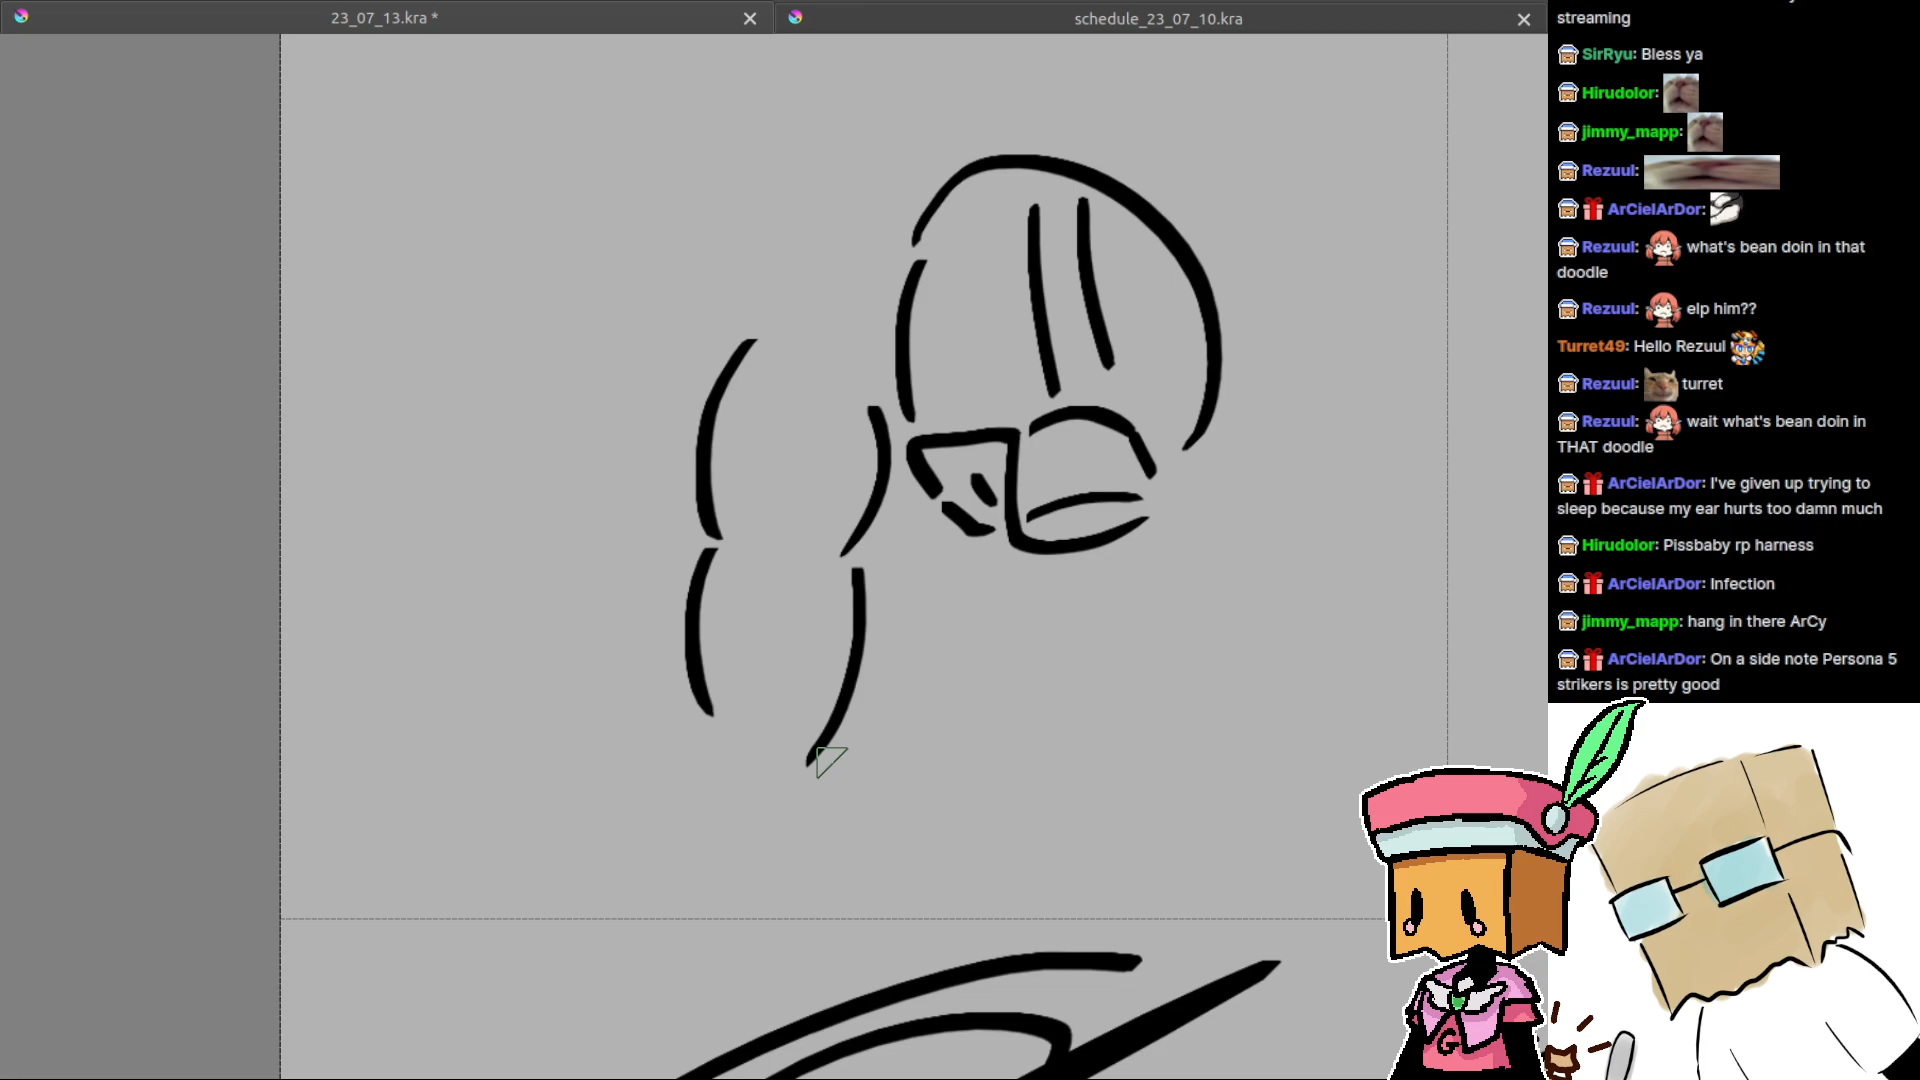 23_07_13.kra *
schedule_23_07_10.kra
streaming
SirRyu: Bless ya
Hirudolor:
jimmy_mapp:
Rezuul:
ArCielArDor:
Rezuul: what's bean doin in that
doodle
Rezuul: elp him??
Turret49: Hello Rezuul
Rezuul: turret
Rezuul: wait what's bean doin in
THAT doodle
ArCielArDor: I've given up trying to
sleep because my ear hurts too damn much
Hirudolor: Pissbaby rp harness
ArCielArDor: Infection
jimmy_mapp: hang in there ArCy
ArCielArDor: On a side note Persona 5
strikers is pretty good
G